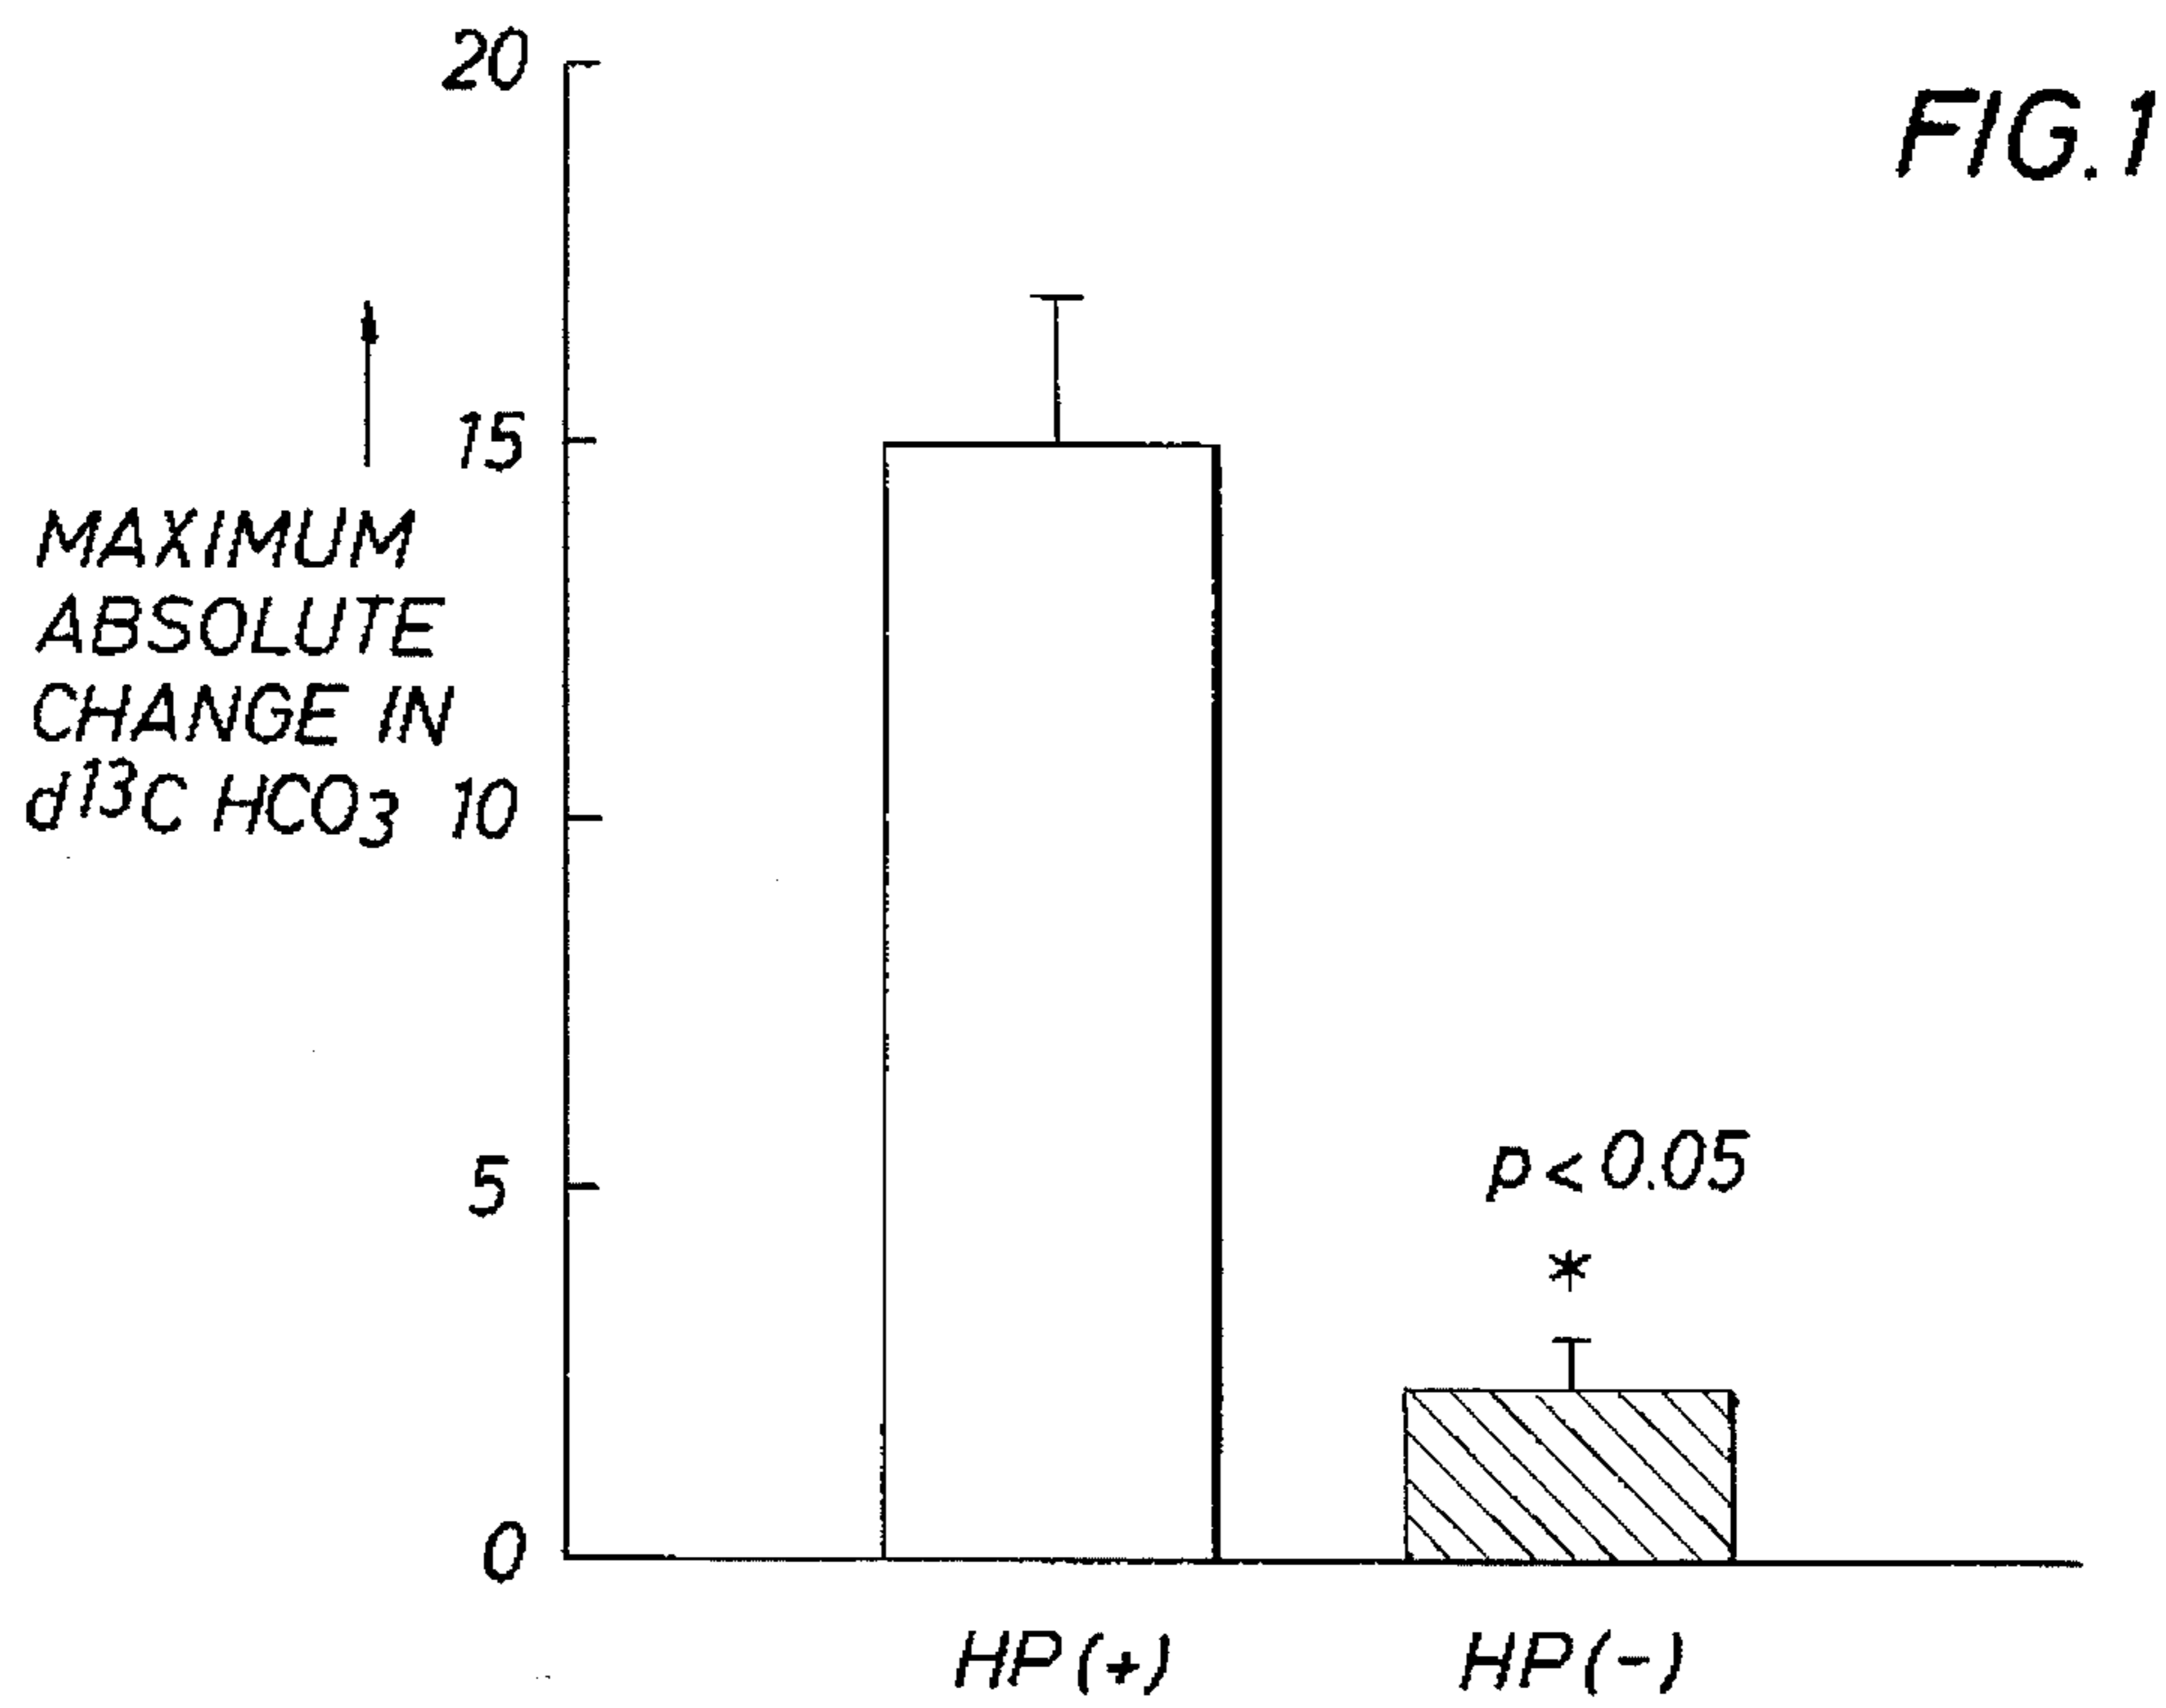 FIG.1
20
15
MAXIMUM
ABSOLUTE
CHANGE IN
d¹³C HCO₃
10
5
0
p<0.05
*
HP(+)
HP(-)